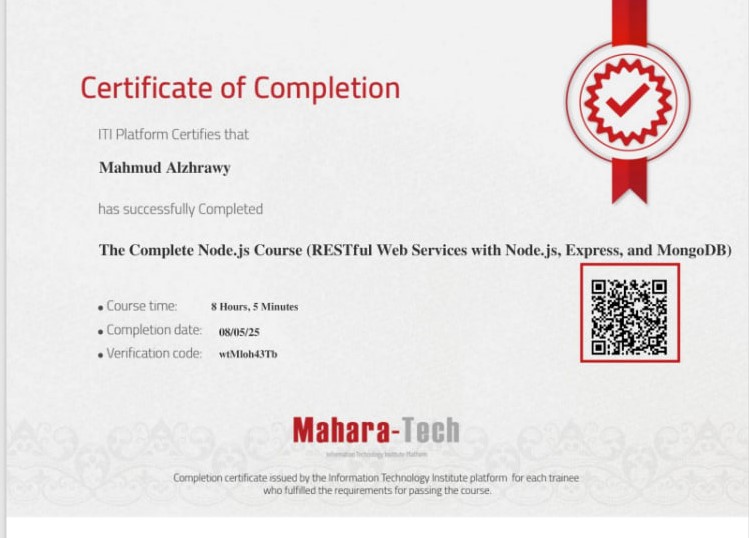 Certificate of Completion
ITI Platform Certifies that
Mahmud Alzhrawy
has successfully Completed
The Complete Node.js Course (RESTful Web Services with Node.js, Express, and MongoDB)
• Course time: 8 Hours, 5 Minutes
• Completion date: 08/05/25
• Verification code: wtMloh43Tb
Mahara-Tech
Information Technology Institute Platform
Completion certificate issued by the Information Technology Institute platform for each trainee
who fulfilled the requirements for passing the course.